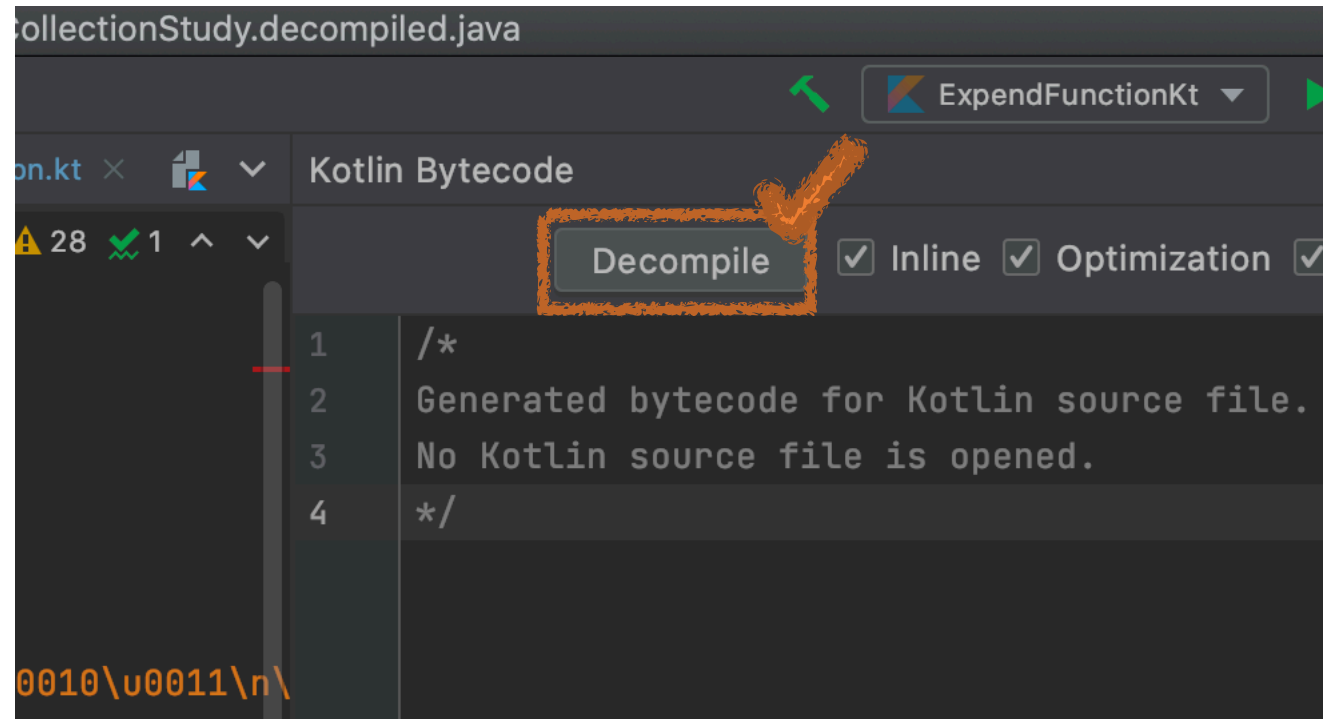 CollectionStudy.decompiled.java
ExpendFunctionKt
on.kt
Kotlin Bytecode
28 1
Decompile Inline Optimization
1 /*
2 Generated bytecode for Kotlin source file.
3 No Kotlin source file is opened.
4 */
0010\u0011\n\